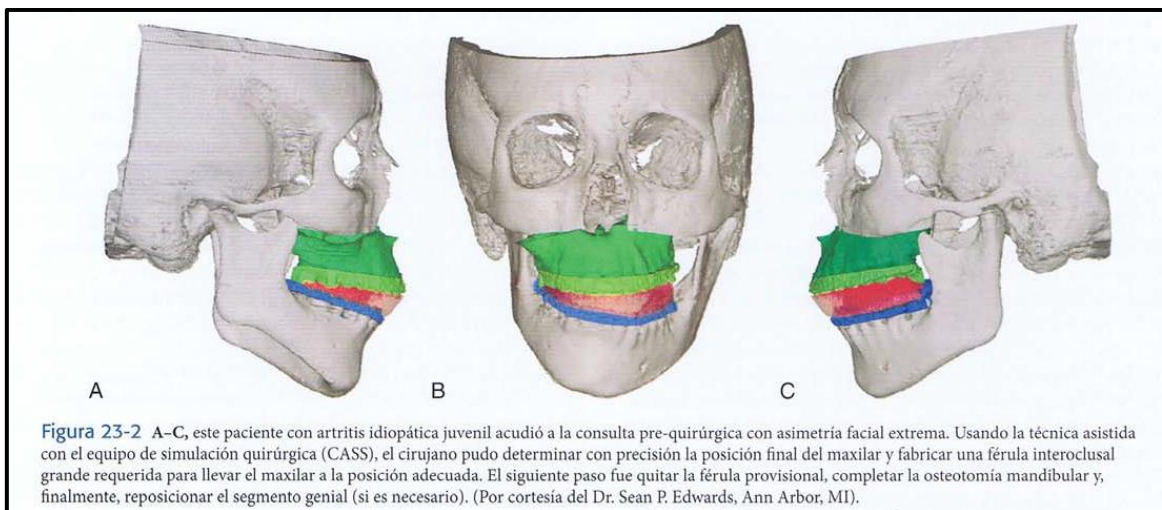 A B C
Figura 23-2 A–C, este paciente con artritis idiopática juvenil acudió a la consulta pre-quirúrgica con asimetría facial extrema. Usando la técnica asistida
con el equipo de simulación quirúrgica (CASS), el cirujano pudo determinar con precisión la posición final del maxilar y fabricar una férula interoclusal
grande requerida para llevar el maxilar a la posición adecuada. El siguiente paso fue quitar la férula provisional, completar la osteotomía mandibular y,
finalmente, reposicionar el segmento genial (si es necesario). (Por cortesía del Dr. Sean P. Edwards, Ann Arbor, MI).